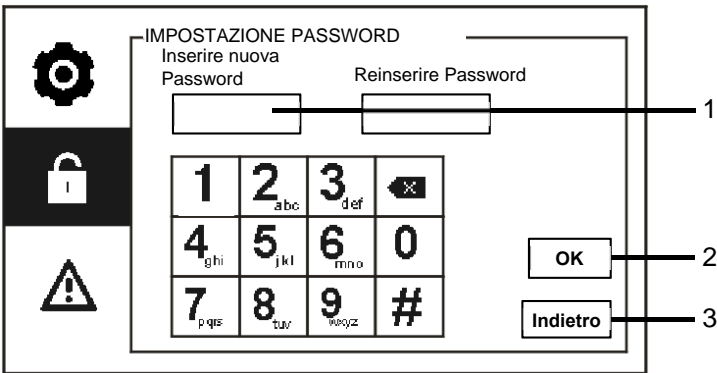 IMPOSTAZIONE PASSWORD
Inserire nuova
Password
Reinserire Password
1
1 2abc 3def
4ghi 5jkl 6mno 0
OK
2
7pqrs 8tuv 9wxyz #
Indietro
3